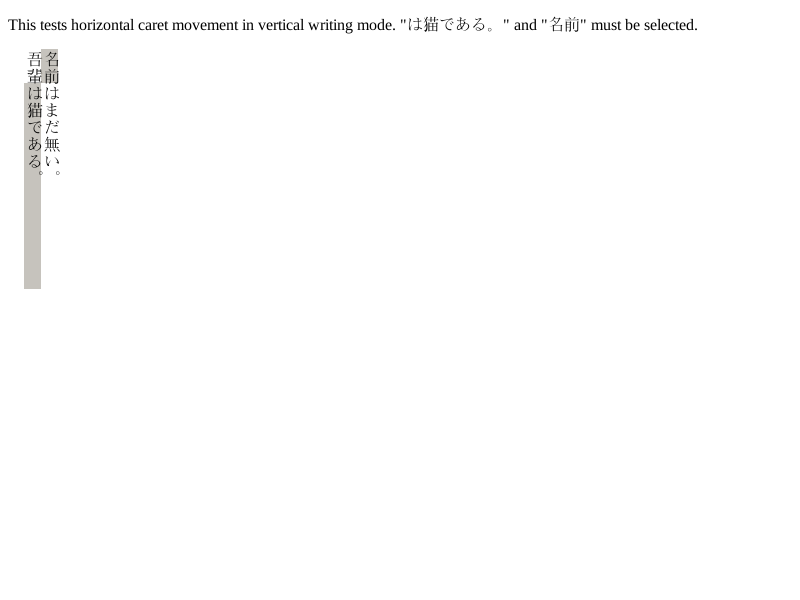 This tests horizontal caret movement in vertical writing mode. "は猫である。" and "名前" must be selected.
吾輩は猫である。
名前はまだ無い。